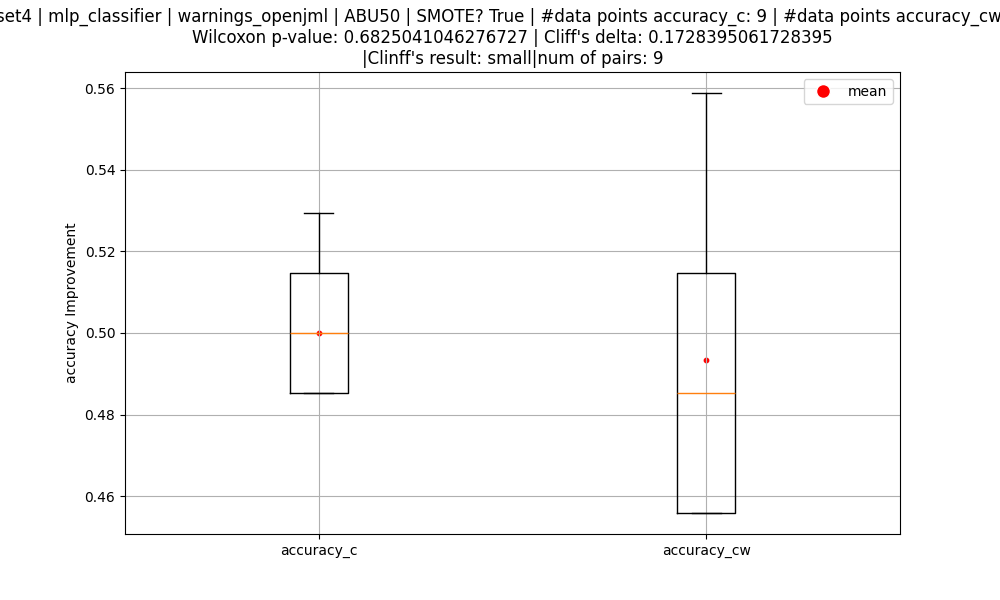 set4 | mlp_classifier | warnings_openjml | ABU50 | SMOTE? True | #data points accuracy_c: 9 | #data points accuracy_cw
Wilcoxon p-value: 0.6825041046276727 | Cliff's delta: 0.1728395061728395
|Clinff's result: small|num of pairs: 9
mean
0.56
0.54
0.52
0.50
0.48
0.46
accuracy Improvement
accuracy_c
accuracy_cw